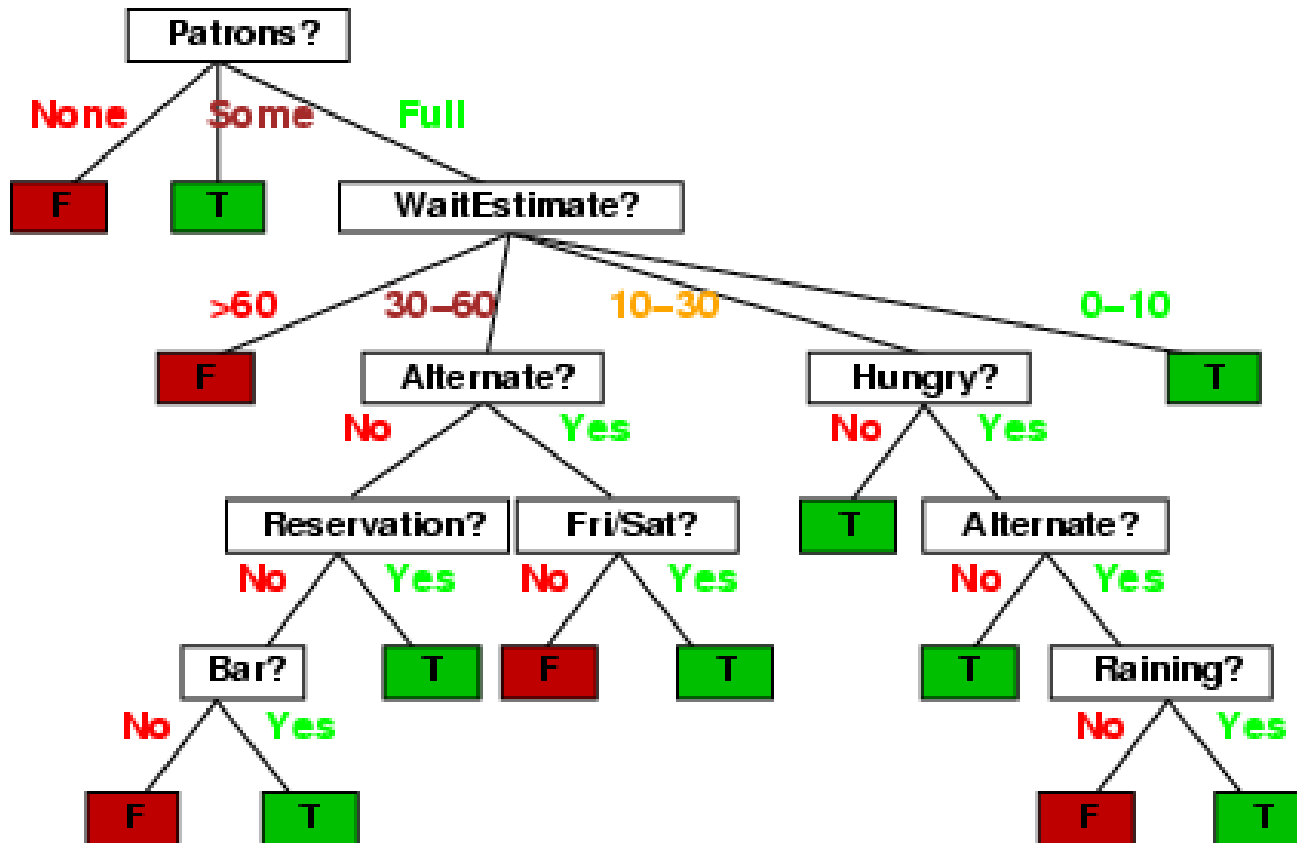 Patrons?
None Some Full
F T WaitEstimate?
>60 30–60 10–30 0–10
F Alternate? Hungry? T
No Yes No Yes
Reservation? Fri/Sat? T Alternate?
No Yes No Yes No Yes
Bar? T F T T Raining?
No Yes No Yes
F T F T